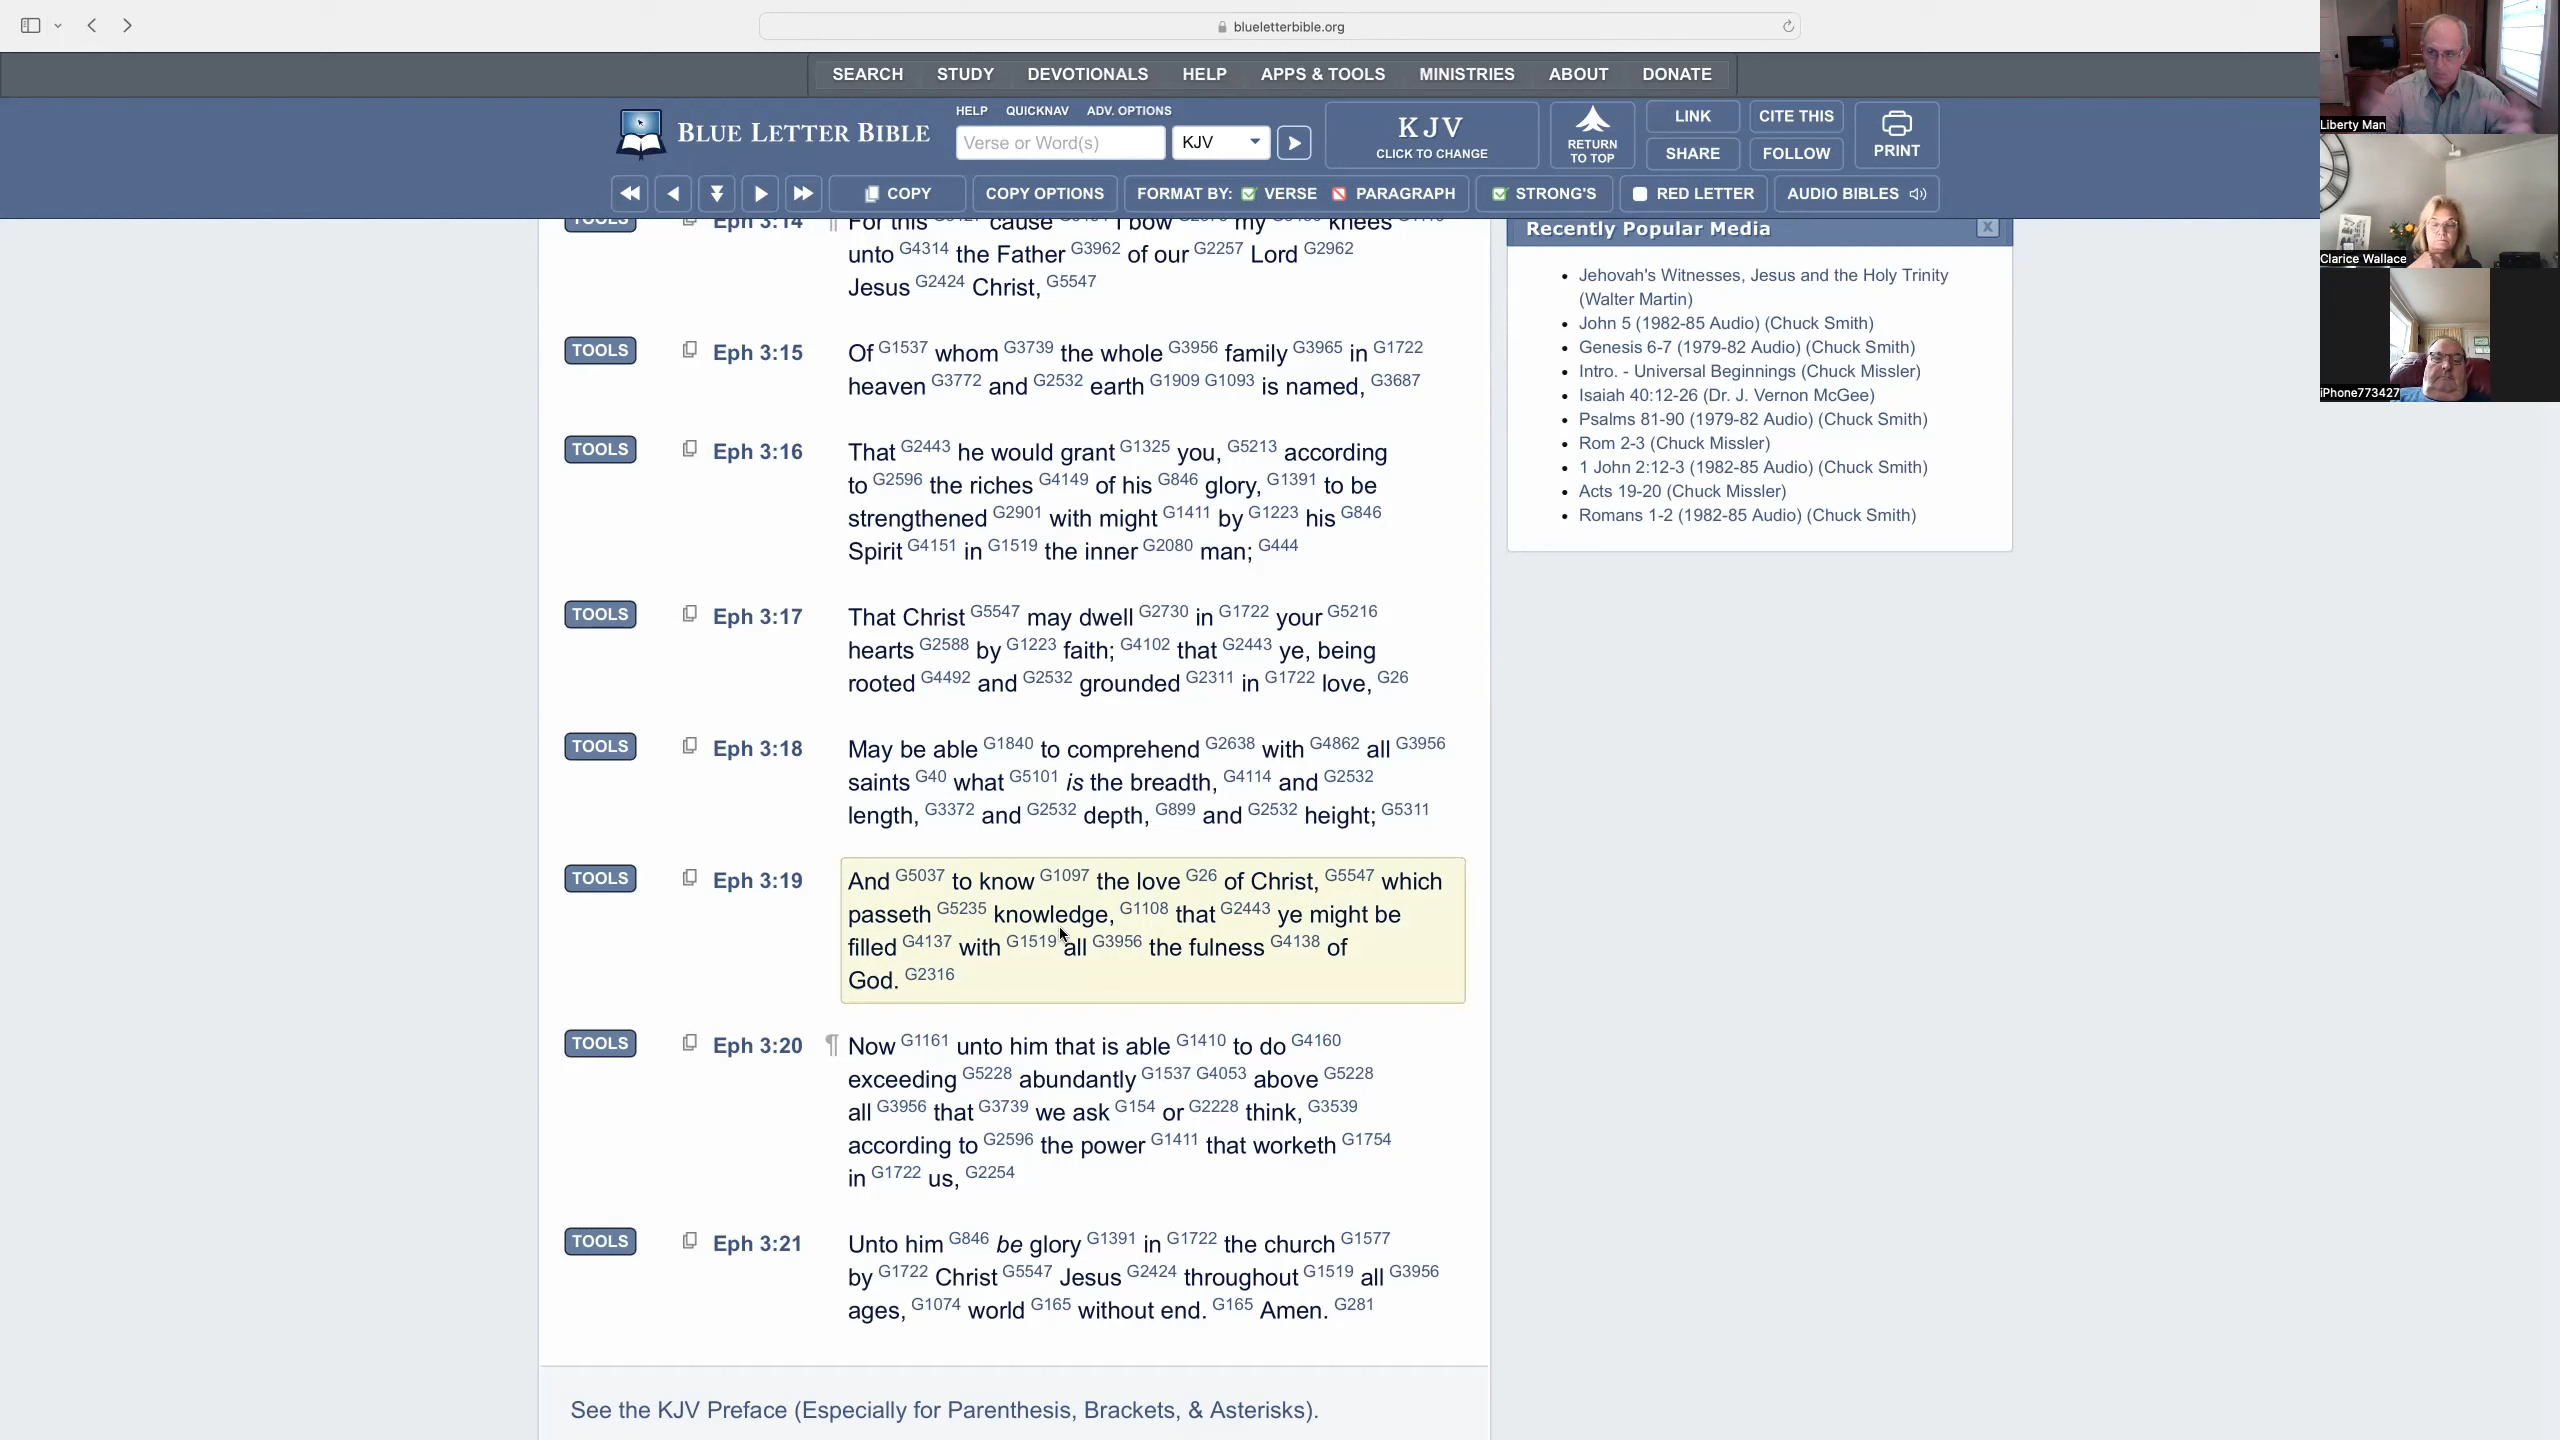 blueletterbible.org
SEARCH STUDY DEVOTIONALS HELP APPS & TOOLS MINISTRIES ABOUT DONATE
BLUE LETTER BIBLE
HELP QUICKNAV ADV. OPTIONS
Verse or Word(s)
KJV
KJV
CLICK TO CHANGE
RETURN
TO TOP
LINK
CITE THIS
SHARE
FOLLOW
PRINT
COPY
COPY OPTIONS
FORMAT BY: VERSE PARAGRAPH
STRONG'S
RED LETTER
AUDIO BIBLES
TOOLS Eph 3:14 ¶ For this cause I bow my knees
unto G4314 the Father G3962 of our G2257 Lord G2962
Jesus G2424 Christ, G5547
TOOLS Eph 3:15 Of G1537 whom G3739 the whole G3956 family G3965 in G1722
heaven G3772 and G2532 earth G1909 G1093 is named, G3687
TOOLS Eph 3:16 That G2443 he would grant G1325 you, G5213 according
to G2596 the riches G4149 of his G846 glory, G1391 to be
strengthened G2901 with might G1411 by G1223 his G846
Spirit G4151 in G1519 the inner G2080 man; G444
TOOLS Eph 3:17 That Christ G5547 may dwell G2730 in G1722 your G5216
hearts G2588 by G1223 faith; G4102 that G2443 ye, being
rooted G4492 and G2532 grounded G2311 in G1722 love, G26
TOOLS Eph 3:18 May be able G1840 to comprehend G2638 with G4862 all G3956
saints G40 what G5101 is the breadth, G4114 and G2532
length, G3372 and G2532 depth, G899 and G2532 height; G5311
TOOLS Eph 3:19 And G5037 to know G1097 the love G26 of Christ, G5547 which
passeth G5235 knowledge, G1108 that G2443 ye might be
filled G4137 with G1519 all G3956 the fulness G4138 of
God. G2316
TOOLS Eph 3:20 ¶ Now G1161 unto him that is able G1410 to do G4160
exceeding G5228 abundantly G1537 G4053 above G5228
all G3956 that G3739 we ask G154 or G2228 think, G3539
according to G2596 the power G1411 that worketh G1754
in G1722 us, G2254
TOOLS Eph 3:21 Unto him G846 be glory G1391 in G1722 the church G1577
by G1722 Christ G5547 Jesus G2424 throughout G1519 all G3956
ages, G1074 world G165 without end. G165 Amen. G281
See the KJV Preface (Especially for Parenthesis, Brackets, & Asterisks).
Recently Popular Media
x
• Jehovah's Witnesses, Jesus and the Holy Trinity
(Walter Martin)
• John 5 (1982-85 Audio) (Chuck Smith)
• Genesis 6-7 (1979-82 Audio) (Chuck Smith)
• Intro. - Universal Beginnings (Chuck Missler)
• Isaiah 40:12-26 (Dr. J. Vernon McGee)
• Psalms 81-90 (1979-82 Audio) (Chuck Smith)
• Rom 2-3 (Chuck Missler)
• 1 John 2:12-3 (1982-85 Audio) (Chuck Smith)
• Acts 19-20 (Chuck Missler)
• Romans 1-2 (1982-85 Audio) (Chuck Smith)
Liberty Man
Clarice Wallace
iPhone773427